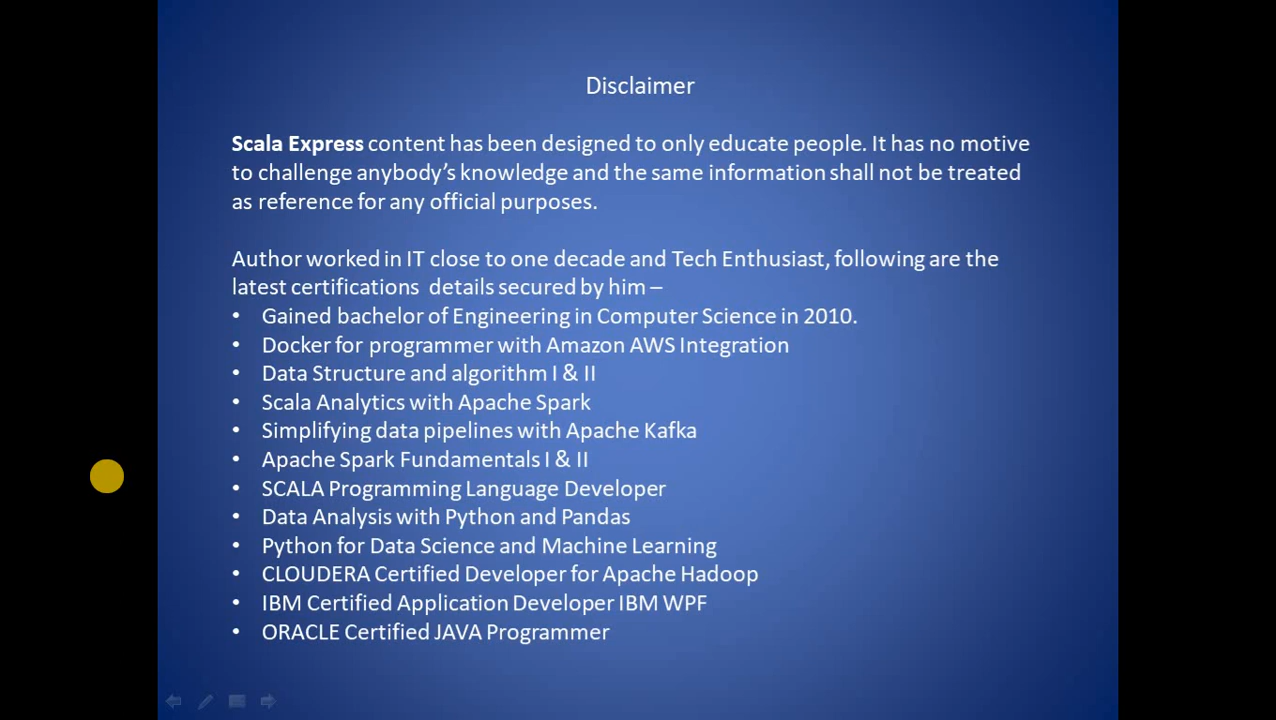 Disclaimer
Scala Express content has been designed to only educate people. It has no motive
to challenge anybody’s knowledge and the same information shall not be treated
as reference for any official purposes.
Author worked in IT close to one decade and Tech Enthusiast, following are the
latest certifications  details secured by him –
• Gained bachelor of Engineering in Computer Science in 2010.
• Docker for programmer with Amazon AWS Integration
• Data Structure and algorithm I & II
• Scala Analytics with Apache Spark
• Simplifying data pipelines with Apache Kafka
• Apache Spark Fundamentals I & II
• SCALA Programming Language Developer
• Data Analysis with Python and Pandas
• Python for Data Science and Machine Learning
• CLOUDERA Certified Developer for Apache Hadoop
• IBM Certified Application Developer IBM WPF
• ORACLE Certified JAVA Programmer